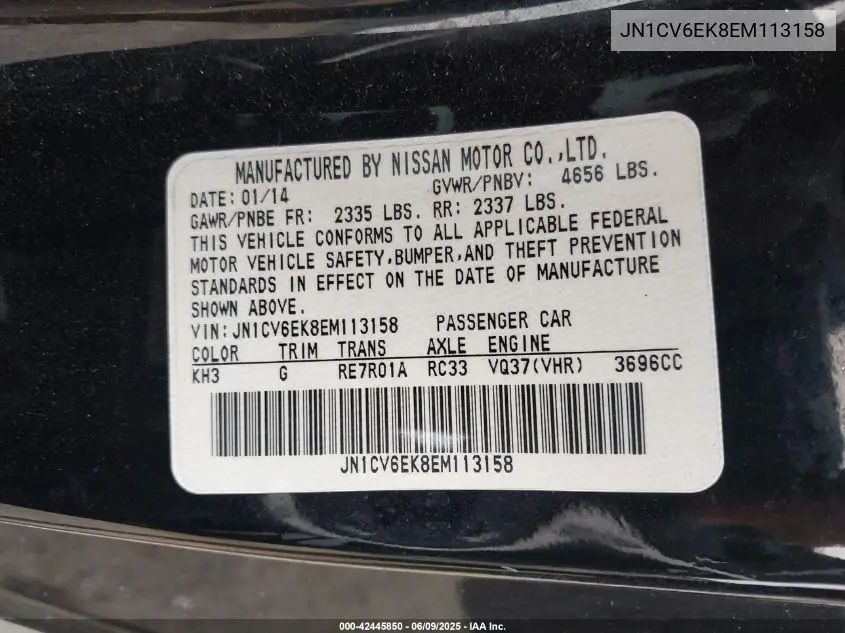 JN1CV6EK8EM113158
MANUFACTURED BY NISSAN MOTOR CO.,LTD.
DATE: 01/14 GVWR/PNBV: 4656 LBS.
GAWR/PNBE FR: 2335 LBS. RR: 2337 LBS.
THIS VEHICLE CONFORMS TO ALL APPLICABLE FEDERAL
MOTOR VEHICLE SAFETY,BUMPER,AND THEFT PREVENTION
STANDARDS IN EFFECT ON THE DATE OF MANUFACTURE
SHOWN ABOVE.
VIN:JN1CV6EK8EM113158 PASSENGER CAR
COLOR TRIM TRANS AXLE ENGINE
KH3 G RE7R01A RC33 VQ37(VHR) 3696CC
JN1CV6EK8EM113158
000-42445850 / 06/09/2025 - IAA Inc.